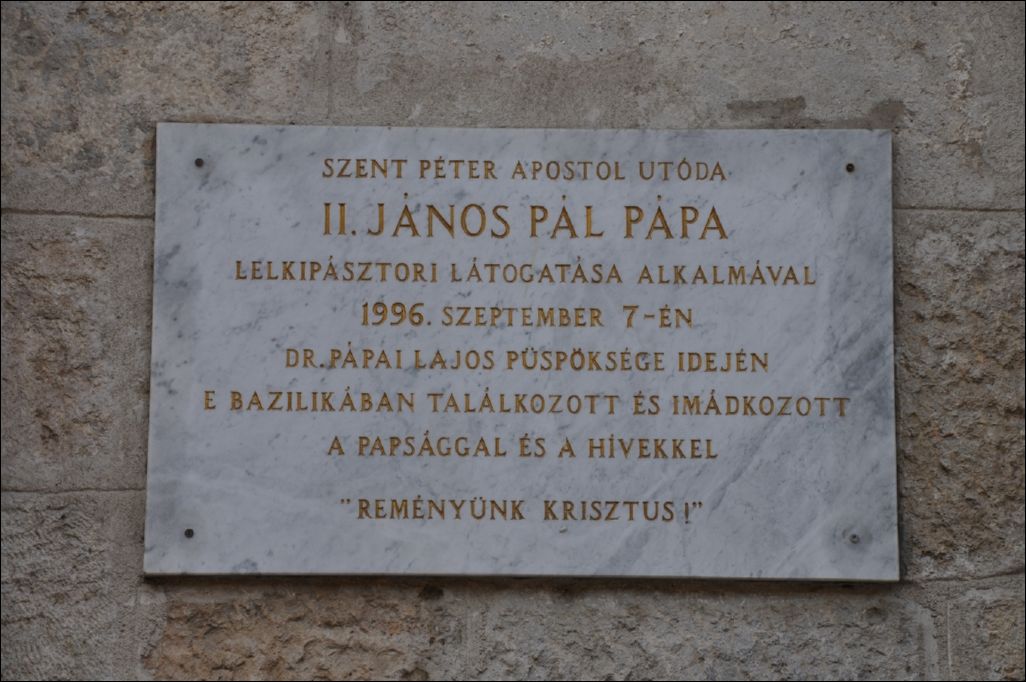 SZENT PÉTER APOSTOL UTÓDA
II. JÁNOS PÁL PÁPA
LELKIPÁSZTORI LÁTOGATÁSA ALKALMÁVAL
1996. SZEPTEMBER 7-ÉN
DR. PÁPAI LAJOS PÜSPÖKSÉGE IDEJÉN
E BAZILIKÁBAN TALÁLKOZOTT ÉS IMÁDKOZOTT
A PAPSÁGGAL ÉS A HÍVEKKEL
"REMÉNYÜNK KRISZTUS!"